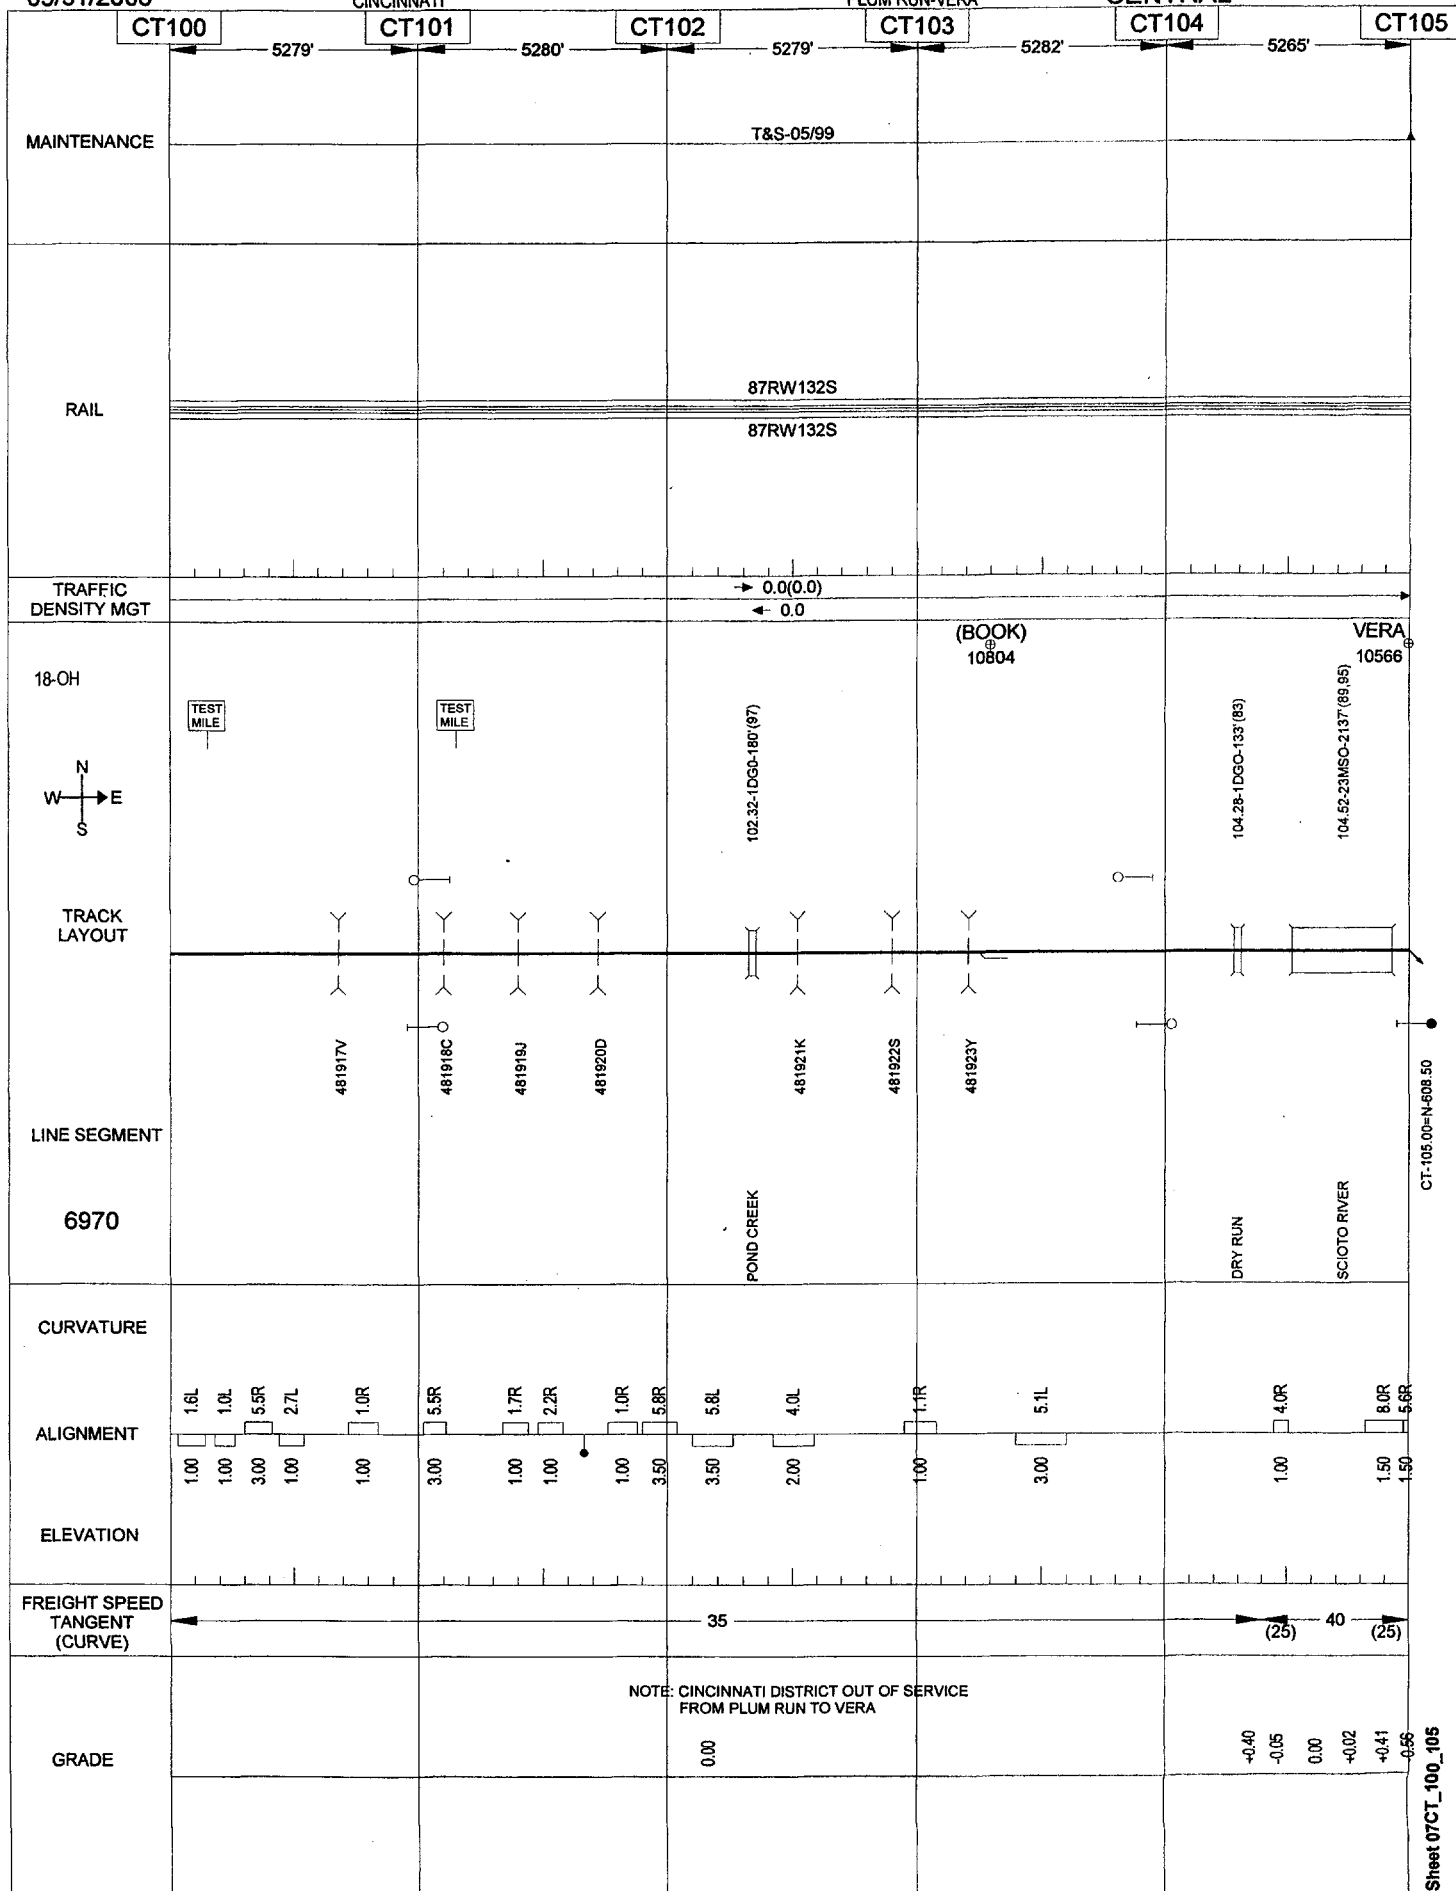 CT100 CT101 CT102 CT103 CT104 CT105
5279' 5280' 5279' 5282' 5265'
MAINTENANCE
T&S-05/99
RAIL
87RW132S
87RW132S
TRAFFIC
DENSITY MGT
0.0(0.0)
0.0
(BOOK)
10804
VERA
10566
18-OH
TEST
MILE
TEST
MILE
102.32-1DG0-180'(97)
104.28-1DGO-133'(83)
104.52-23MSO-2137'(89,95)
N
W E
S
TRACK
LAYOUT
481917V
481918C
481919J
481920D
481921K
481922S
481923Y
CT-105.00=N-608.50
LINE SEGMENT
6970
POND CREEK
DRY RUN
SCIOTO RIVER
CURVATURE
1.6L 1.0L 5.5R 2.7L 1.0R 5.5R 1.7R 2.2R 1.0R 5.8R 5.8L 4.0L 1.1R 5.1L 4.0R 8.0R 5.6R
ALIGNMENT
1.00 1.00 3.00 1.00 1.00 3.00 1.00 1.00 1.00 3.50 3.50 2.00 1.00 3.00 1.00 1.50 1.50
ELEVATION
FREIGHT SPEED
TANGENT
(CURVE)
35
40
(25) (25)
NOTE: CINCINNATI DISTRICT OUT OF SERVICE
FROM PLUM RUN TO VERA
GRADE
0.00 +0.40 -0.05 0.00 +0.02 +0.41 -0.56
Sheet 07CT_100_105